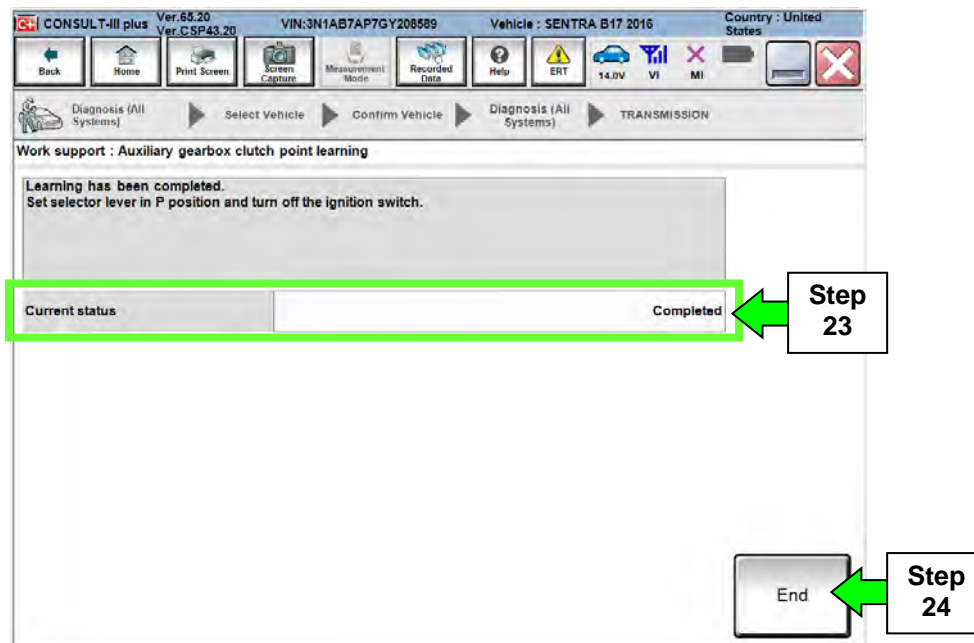 CONSULT-III plus Ver.65.20 VIN:3N1AB7AP7GY208589 Vehicle : SENTRA B17 2016 Country : United
Ver.CSP43.20 States
Back Home Print Screen Screen Capture Measurement Mode Recorded Data Help ERT 14.0V VI MI
Diagnosis (All Systems) Select Vehicle Confirm Vehicle Diagnosis (All Systems) TRANSMISSION
Work support : Auxiliary gearbox clutch point learning
Learning has been completed.
Set selector lever in P position and turn off the ignition switch.
Current status Completed
Step
23
End
Step
24